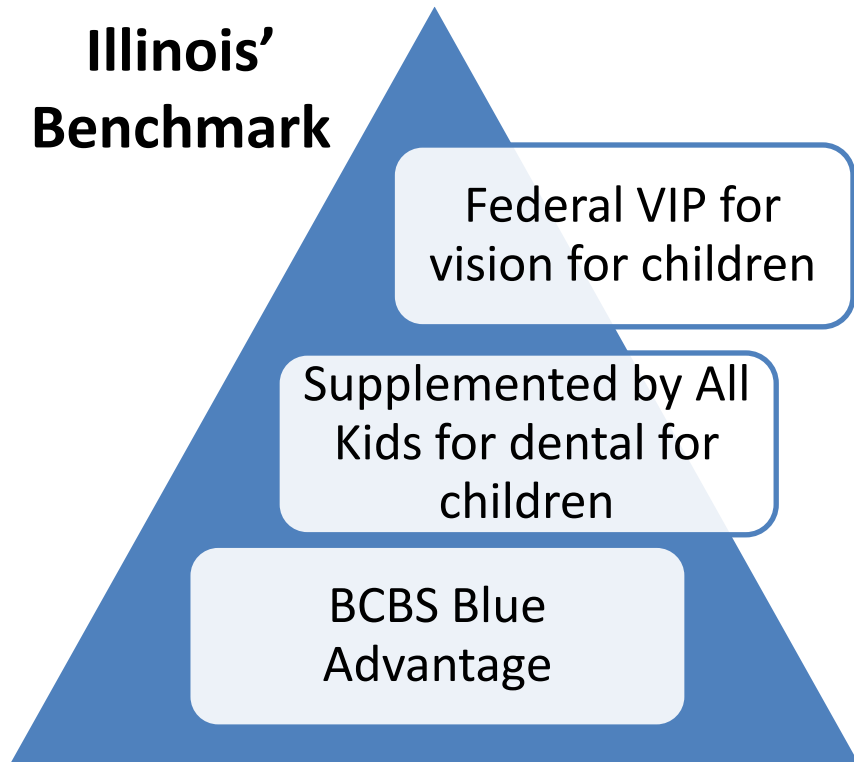 Illinois’
Benchmark
Federal VIP for
vision for children
Supplemented by All
Kids for dental for
children
BCBS Blue
Advantage